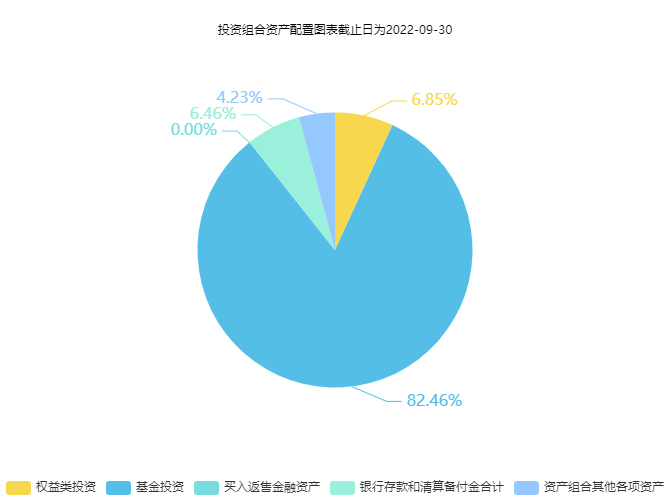 投资组合资产配置图表截止日为2022-09-30
4.23%
6.85%
6.46%
0.00%
82.46%
权益类投资 基金投资 买入返售金融资产 银行存款和清算备付金合计 资产组合其他各项资产